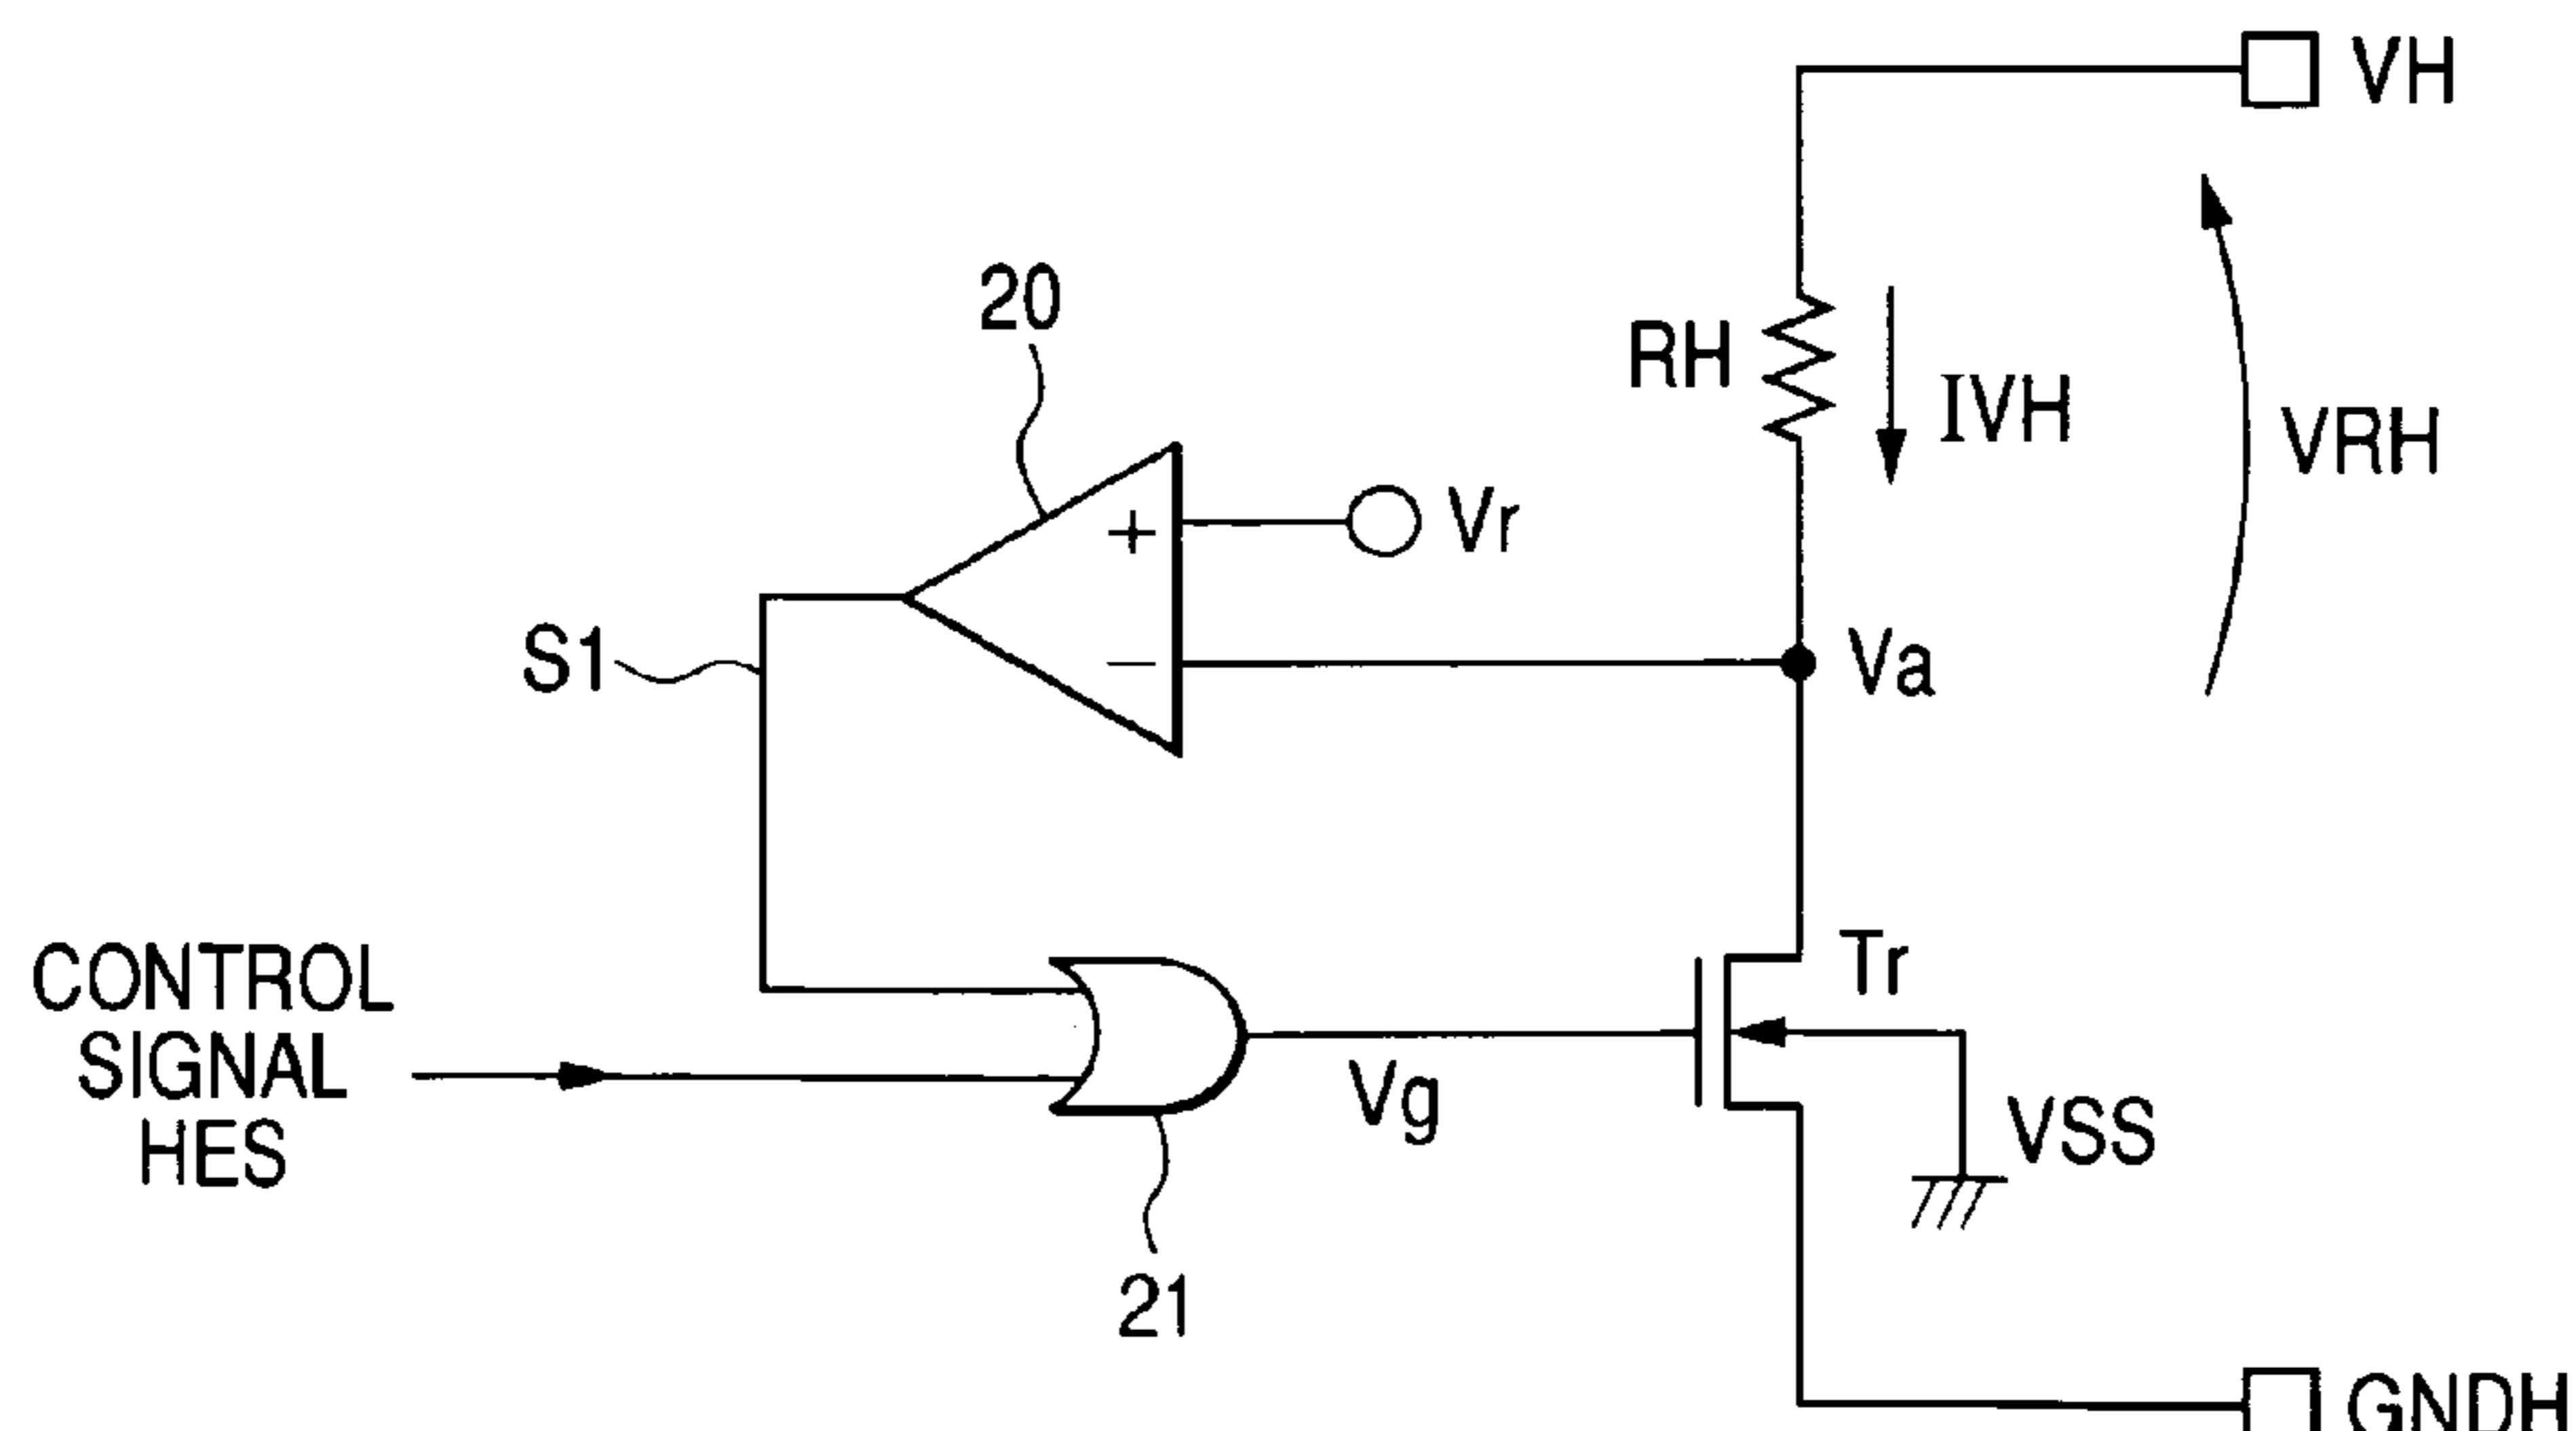 VH
20
RH
IVH
VRH
+
Vr
S1
−
Va
Tr
CONTROL
SIGNAL
HES
Vg
VSS
21
GNDH